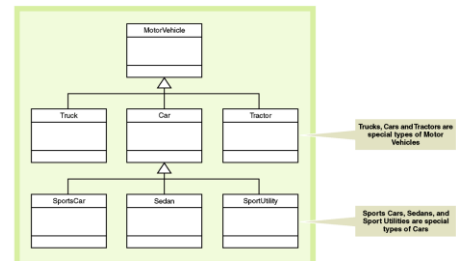 MotorVehicle
Truck
Car
Tractor
Trucks, Cars and Tractors are
special types of Motor
Vehicles
SportsCar
Sedan
SportUtility
Sports Cars, Sedans, and
Sport Utilities are special
types of Cars